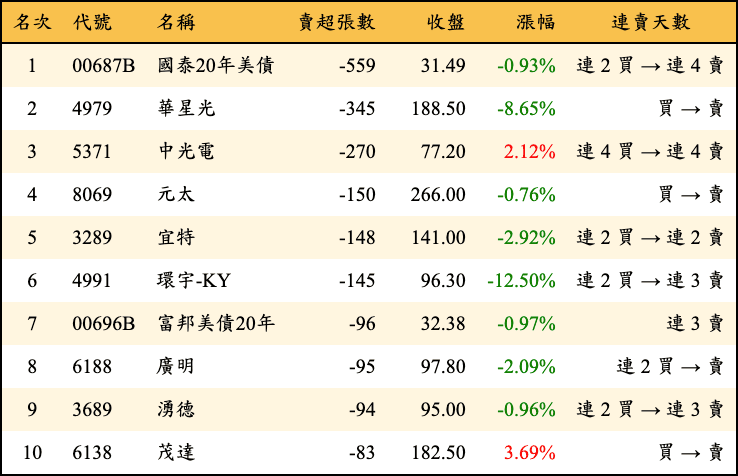 名次 代號 名稱 賣超張數 收盤 漲幅 連賣天數
1 00687B 國泰20年美債 -559 31.49 -0.93% 連 2 買 → 連 4 賣
2 4979 華星光 -345 188.50 -8.65% 買 → 賣
3 5371 中光電 -270 77.20 2.12% 連 4 買 → 連 4 賣
4 8069 元太 -150 266.00 -0.76% 買 → 賣
5 3289 宜特 -148 141.00 -2.92% 連 2 買 → 連 2 賣
6 4991 環宇-KY -145 96.30 -12.50% 連 2 買 → 連 3 賣
7 00696B 富邦美債20年 -96 32.38 -0.97% 連 3 賣
8 6188 廣明 -95 97.80 -2.09% 連 2 買 → 賣
9 3689 湧德 -94 95.00 -0.96% 連 2 買 → 連 3 賣
10 6138 茂達 -83 182.50 3.69% 買 → 賣